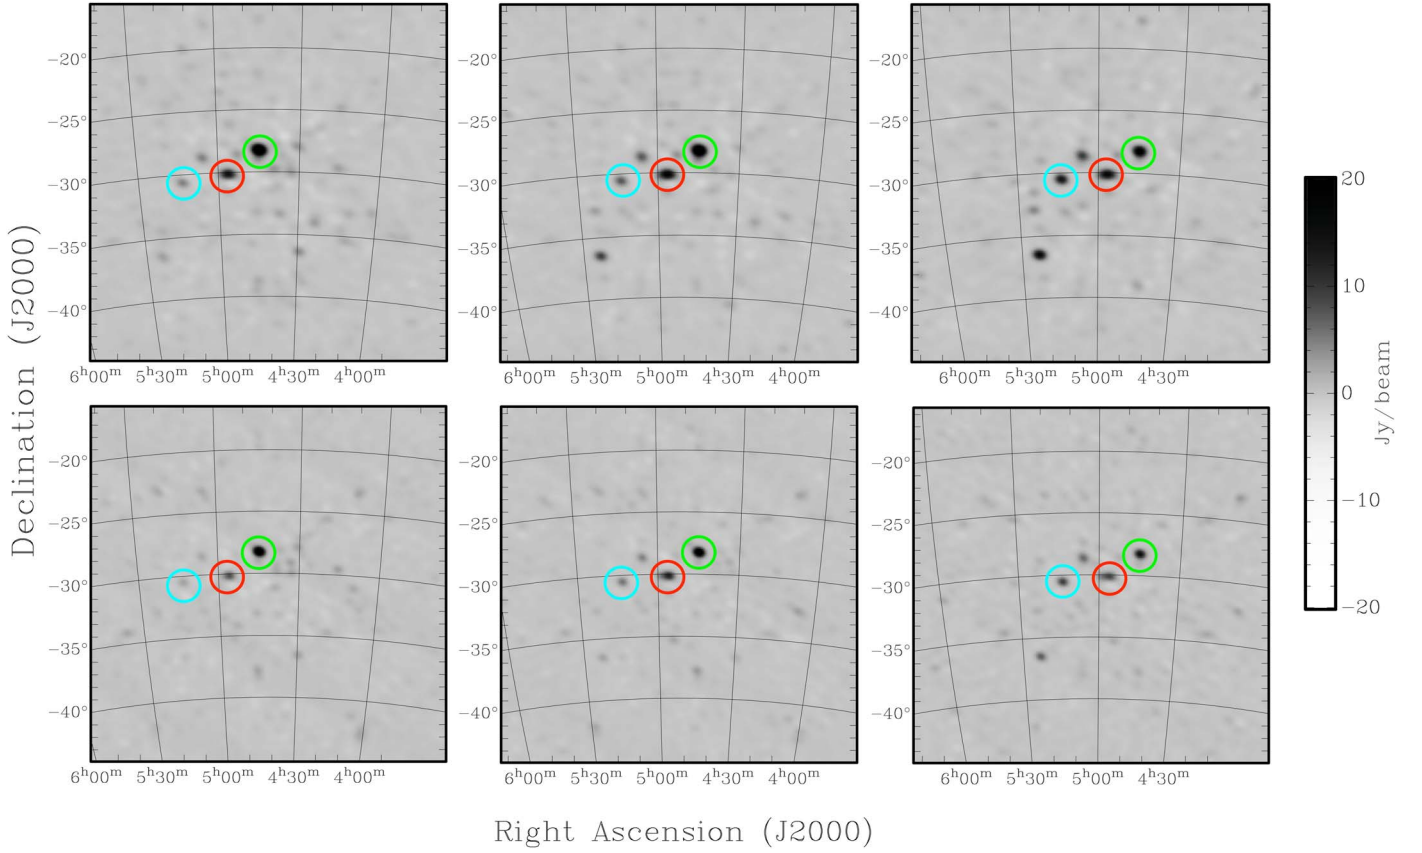 Declination (J2000)
−20° −25° −30° −35° −40°
6ʰ00ᵐ 5ʰ30ᵐ 5ʰ00ᵐ 4ʰ30ᵐ 4ʰ00ᵐ
−20° −25° −30° −35° −40°
6ʰ00ᵐ 5ʰ30ᵐ 5ʰ00ᵐ 4ʰ30ᵐ 4ʰ00ᵐ
−20° −25° −30° −35° −40°
6ʰ00ᵐ 5ʰ30ᵐ 5ʰ00ᵐ 4ʰ30ᵐ
−20° −25° −30° −35° −40°
6ʰ00ᵐ 5ʰ30ᵐ 5ʰ00ᵐ 4ʰ30ᵐ 4ʰ00ᵐ
−20° −25° −30° −35° −40°
6ʰ00ᵐ 5ʰ30ᵐ 5ʰ00ᵐ 4ʰ30ᵐ 4ʰ00ᵐ
−20° −25° −30° −35° −40°
6ʰ00ᵐ 5ʰ30ᵐ 5ʰ00ᵐ 4ʰ30ᵐ
20
10
0
−10
−20
Jy/beam
Right Ascension (J2000)